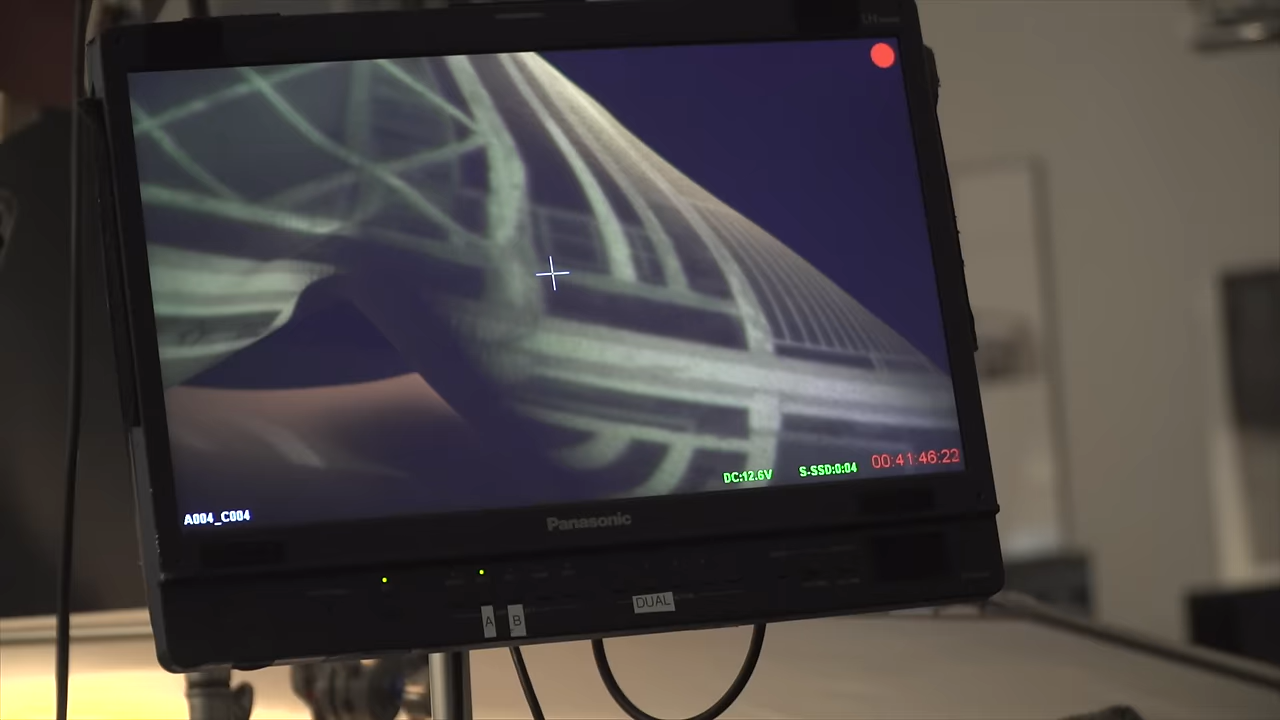 DC:12.6V
S-SSD:0:04
00:41:46:22
A004_C004
Panasonic
A
B
DUAL